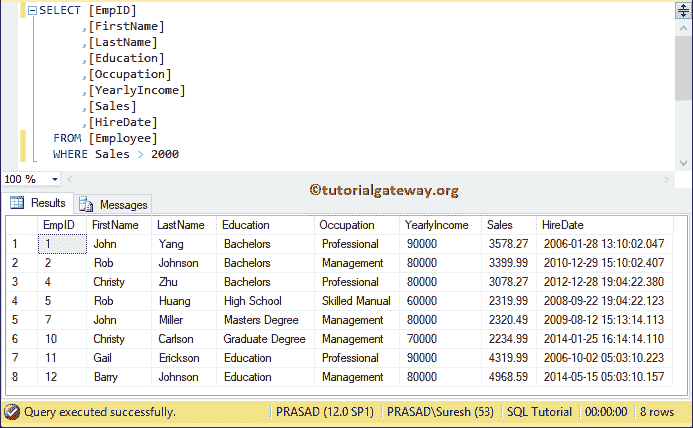 SELECT [EmpID]
,[FirstName]
,[LastName]
,[Education]
,[Occupation]
,[YearlyIncome]
,[Sales]
,[HireDate]
FROM [Employee]
WHERE Sales > 2000
100 %
©tutorialgateway.org
Results Messages
EmpID FirstName LastName Education Occupation YearlyIncome Sales HireDate
1 1 John Yang Bachelors Professional 90000 3578.27 2006-01-28 13:10:02.047
2 2 Rob Johnson Bachelors Management 80000 3399.99 2010-12-29 15:10:02.407
3 4 Christy Zhu Bachelors Professional 80000 3078.27 2012-12-28 19:04:22.380
4 5 Rob Huang High School Skilled Manual 60000 2319.99 2008-09-22 19:04:22.123
5 7 John Miller Masters Degree Management 80000 2320.49 2009-08-12 15:13:14.113
6 10 Christy Carlson Graduate Degree Management 70000 2234.99 2014-01-25 16:14:14.110
7 11 Gail Erickson Education Professional 90000 4319.99 2006-10-02 05:03:10.223
8 12 Barry Johnson Education Management 80000 4968.59 2014-05-15 05:03:10.157
Query executed successfully. PRASAD (12.0 SP1) PRASAD\Suresh (53) SQL Tutorial 00:00:00 8 rows